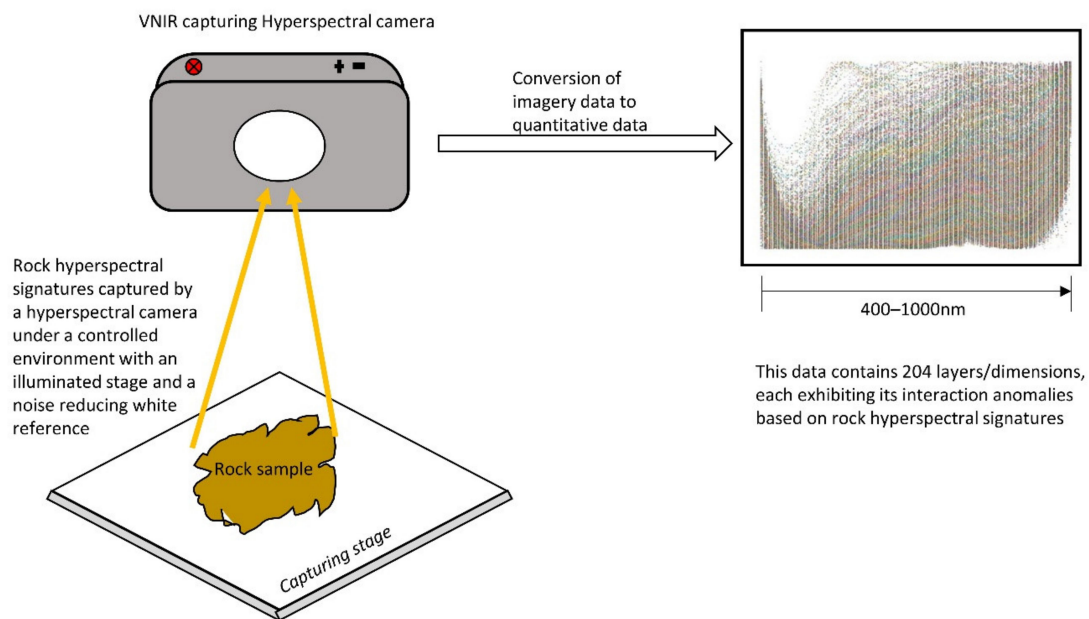 VNIR capturing Hyperspectral camera
Conversion of
imagery data to
quantitative data
Rock hyperspectral
signatures captured by
a hyperspectral camera
under a controlled
environment with an
illuminated stage and a
noise reducing white
reference
Rock sample
Capturing stage
400–1000nm
This data contains 204 layers/dimensions,
each exhibiting its interaction anomalies
based on rock hyperspectral signatures